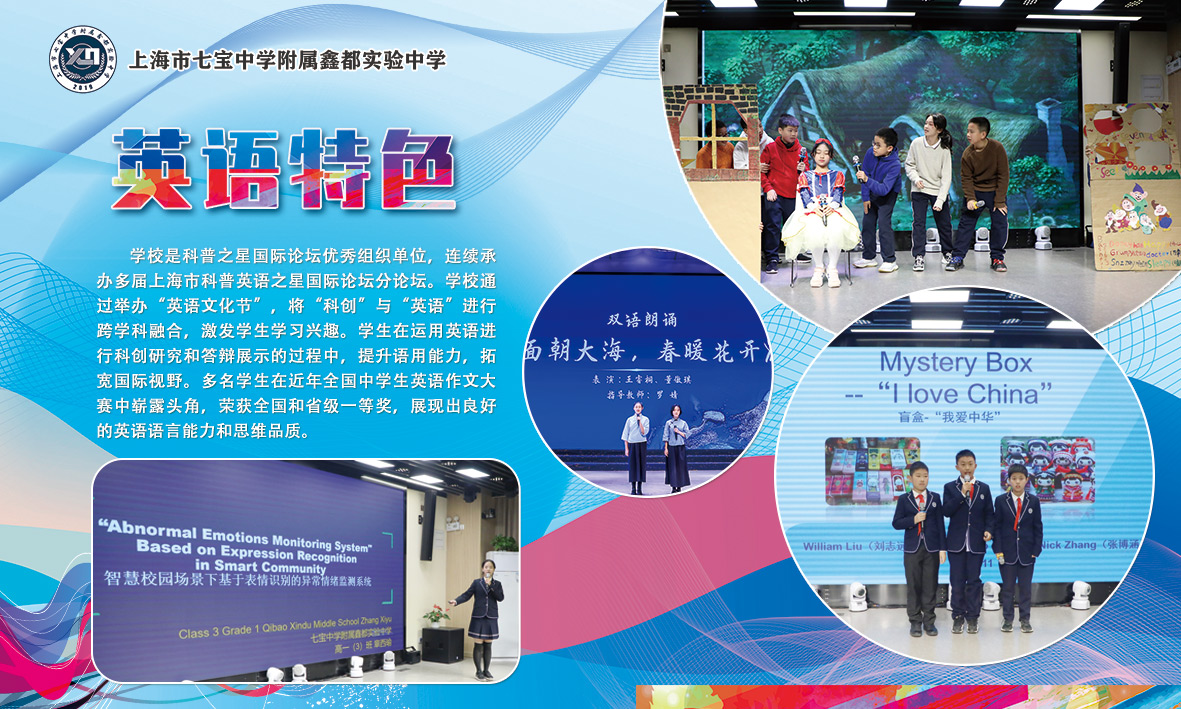 上海市七宝中学附属鑫都实验中学
2019
英语特色
学校是科普之星国际论坛优秀组织单位，连续承
办多届上海市科普英语之星国际论坛分论坛。学校通
过举办“英语文化节”，将“科创”与“英语”进行
跨学科融合，激发学生学习兴趣。学生在运用英语进
行科创研究和答辩展示的过程中，提升语用能力，拓
宽国际视野。多名学生在近年全国中学生英语作文大
赛中崭露头角，荣获全国和省级一等奖，展现出良好
的英语语言能力和思维品质。
双语朗诵
面朝大海，春暖花开
表演：王睿桐、董傲琪
指导教师：罗婧
Mystery Box
-- “I love China”
盲盒-“我爱中华”
William Liu（刘志远
Nick Zhang（张博涵
11
“Abnormal Emotions Monitoring System”
Based on Expression Recognition
in Smart Community
智慧校园场景下基于表情识别的异常情绪监测系统
Class 3 Grade 1 Qibao Xindu Middle School Zhang Xiyu
七宝中学附属鑫都实验中学
高一（3）班